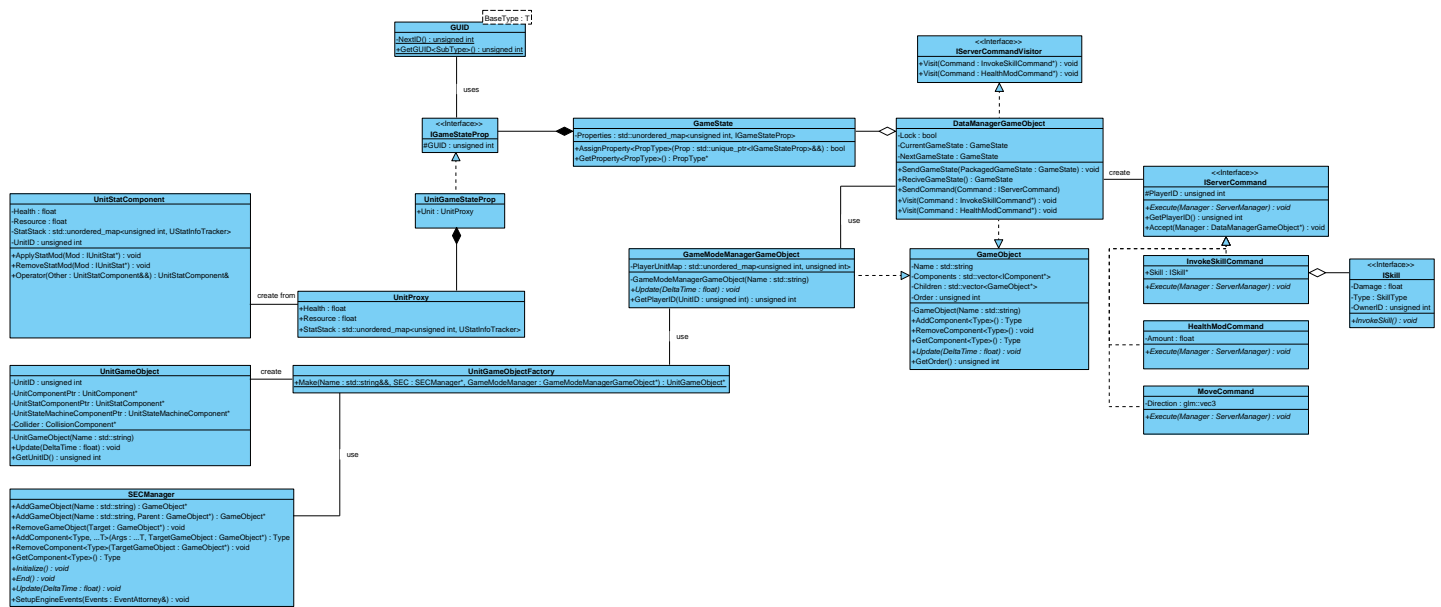 BaseType : T
GUID
-NextID() : unsigned int
+GetGUID<SubType>() : unsigned int
uses
<<Interface>>
IServerCommandVisitor
+Visit(Command : InvokeSkillCommand*) : void
+Visit(Command : HealthModCommand*) : void
<<Interface>>
IGameStateProp
#GUID : unsigned int
GameState
-Properties : std::unordered_map<unsigned int, IGameStateProp>
+AssignProperty<PropType>(Prop : std::unique_ptr<IGameStateProp>&&) : bool
+GetProperty<PropType>() : PropType*
DataManagerGameObject
-Lock : bool
-CurrentGameState : GameState
-NextGameState : GameState
+SendGameState(PackagedGameState : GameState) : void
+ReciveGameState() : GameState
+SendCommand(Command : IServerCommand)
+Visit(Command : InvokeSkillCommand*) : void
+Visit(Command : HealthModCommand*) : void
create
<<Interface>>
IServerCommand
#PlayerID : unsigned int
+Execute(Manager : ServerManager) : void
+GetPlayerID() : unsigned int
+Accept(Manager : DataManagerGameObject*) : void
UnitStatComponent
-Health : float
-Resource : float
-StatStack : std::unordered_map<unsigned int, UStatInfoTracker>
-UnitID : unsigned int
+ApplyStatMod(Mod : IUnitStat*) : void
+RemoveStatMod(Mod : IUnitStat*) : void
+Operator(Other : UnitStatComponent&&) : UnitStatComponent&
UnitGameStateProp
+Unit : UnitProxy
use
GameModeManagerGameObject
-PlayerUnitMap : std::unordered_map<unsigned int, unsigned int>
-GameModeManagerGameObject(Name : std::string)
+Update(DeltaTime : float) : void
+GetPlayerID(UnitID : unsigned int) : unsigned int
GameObject
-Name : std::string
-Components : std::vector<IComponent*>
-Children : std::vector<GameObject*>
-Order : unsigned int
-GameObject(Name : std::string)
+AddComponent<Type>() : Type
+RemoveComponent<Type>() : void
+GetComponent<Type>() : Type
+Update(DeltaTime : float) : void
+GetOrder() : unsigned int
InvokeSkillCommand
+Skill : ISkill*
+Execute(Manager : ServerManager) : void
<<Interface>>
ISkill
-Damage : float
-Type : SkillType
-OwnerID : unsigned int
+InvokeSkill() : void
create from
UnitProxy
+Health : float
+Resource : float
+StatStack : std::unordered_map<unsigned int, UStatInfoTracker>
HealthModCommand
-Amount : float
+Execute(Manager : ServerManager) : void
use
UnitGameObject
-UnitID : unsigned int
-UnitComponentPtr : UnitComponent*
-UnitStatComponentPtr : UnitStatComponent*
-UnitStateMachineComponentPtr : UnitStateMachineComponent*
-Collider : CollisionComponent*
-UnitGameObject(Name : std::string)
+Update(DeltaTime : float) : void
+GetUnitID() : unsigned int
create
UnitGameObjectFactory
+Make(Name : std::string&&, SEC : SECManager*, GameModeManager : GameModeManagerGameObject*) : UnitGameObject*
MoveCommand
-Direction : glm::vec3
+Execute(Manager : ServerManager) : void
use
SECManager
+AddGameObject(Name : std::string) : GameObject*
+AddGameObject(Name : std::string, Parent : GameObject*) : GameObject*
+RemoveGameObject(Target : GameObject*) : void
+AddComponent<Type, ...T>(Args : ...T, TargetGameObject : GameObject*) : Type
+RemoveComponent<Type>(TargetGameObject : GameObject*) : void
+GetComponent<Type>() : Type
+Initialize() : void
+End() : void
+Update(DeltaTime : float) : void
+SetupEngineEvents(Events : EventAttorney&) : void